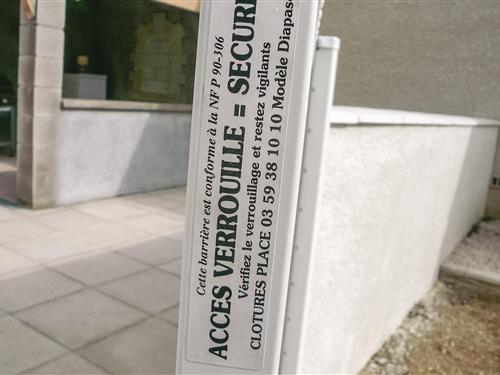 Cette barrière est conforme à la NF P 90-306
ACCES VERROUILLE = SECURI
Vérifiez le verrouillage et restez vigilants
CLOTURES PLACE 03 59 38 10 10 Modèle Diapaso